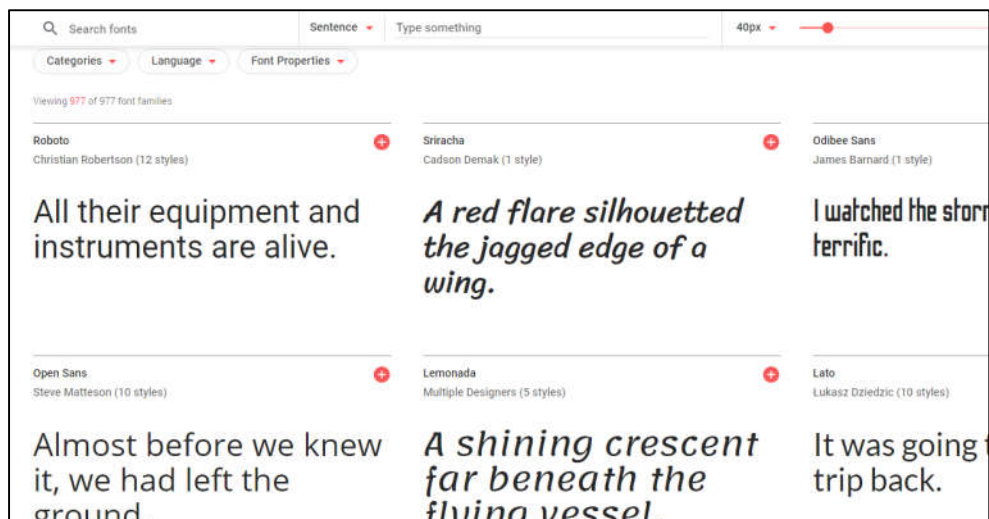 Search fonts Sentence Type something 40px
Categories Language Font Properties
Viewing 977 of 977 font families
Roboto
Christian Robertson (12 styles)
All their equipment and
instruments are alive.
Sriracha
Cadson Demak (1 style)
A red flare silhouetted
the jagged edge of a
wing.
Odibee Sans
James Barnard (1 style)
I watched the
terrific.
Open Sans
Steve Matteson (10 styles)
Almost before we knew
it, we had left the
ground.
Lemonada
Multiple Designers (5 styles)
A shining crescent
far beneath the
flying vessel.
Lato
Łukasz Dziedzic (10 styles)
It was going
trip back.